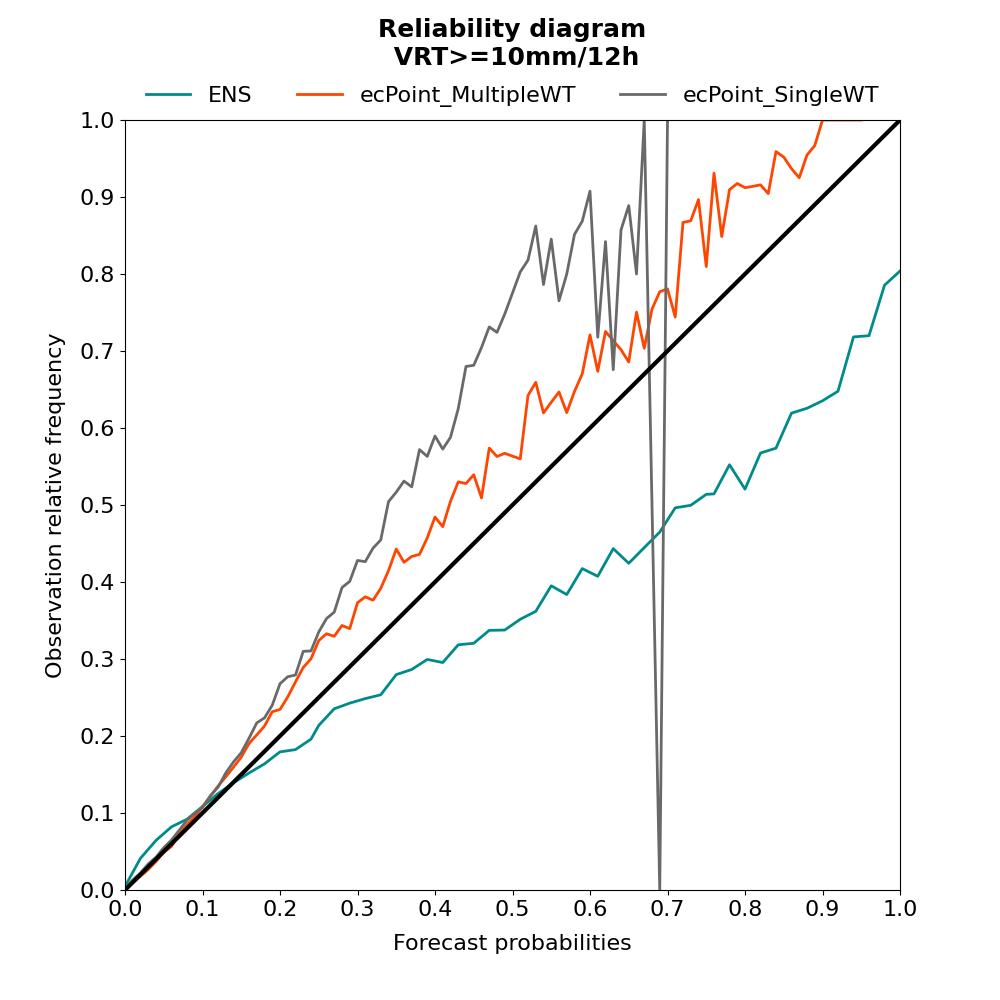 Reliability diagram
VRT>=10mm/12h
ENS ecPoint_MultipleWT ecPoint_SingleWT
1.0
0.9
0.8
0.7
0.6
0.5
0.4
0.3
0.2
0.1
0.0
Observation relative frequency
0.0 0.1 0.2 0.3 0.4 0.5 0.6 0.7 0.8 0.9 1.0
Forecast probabilities